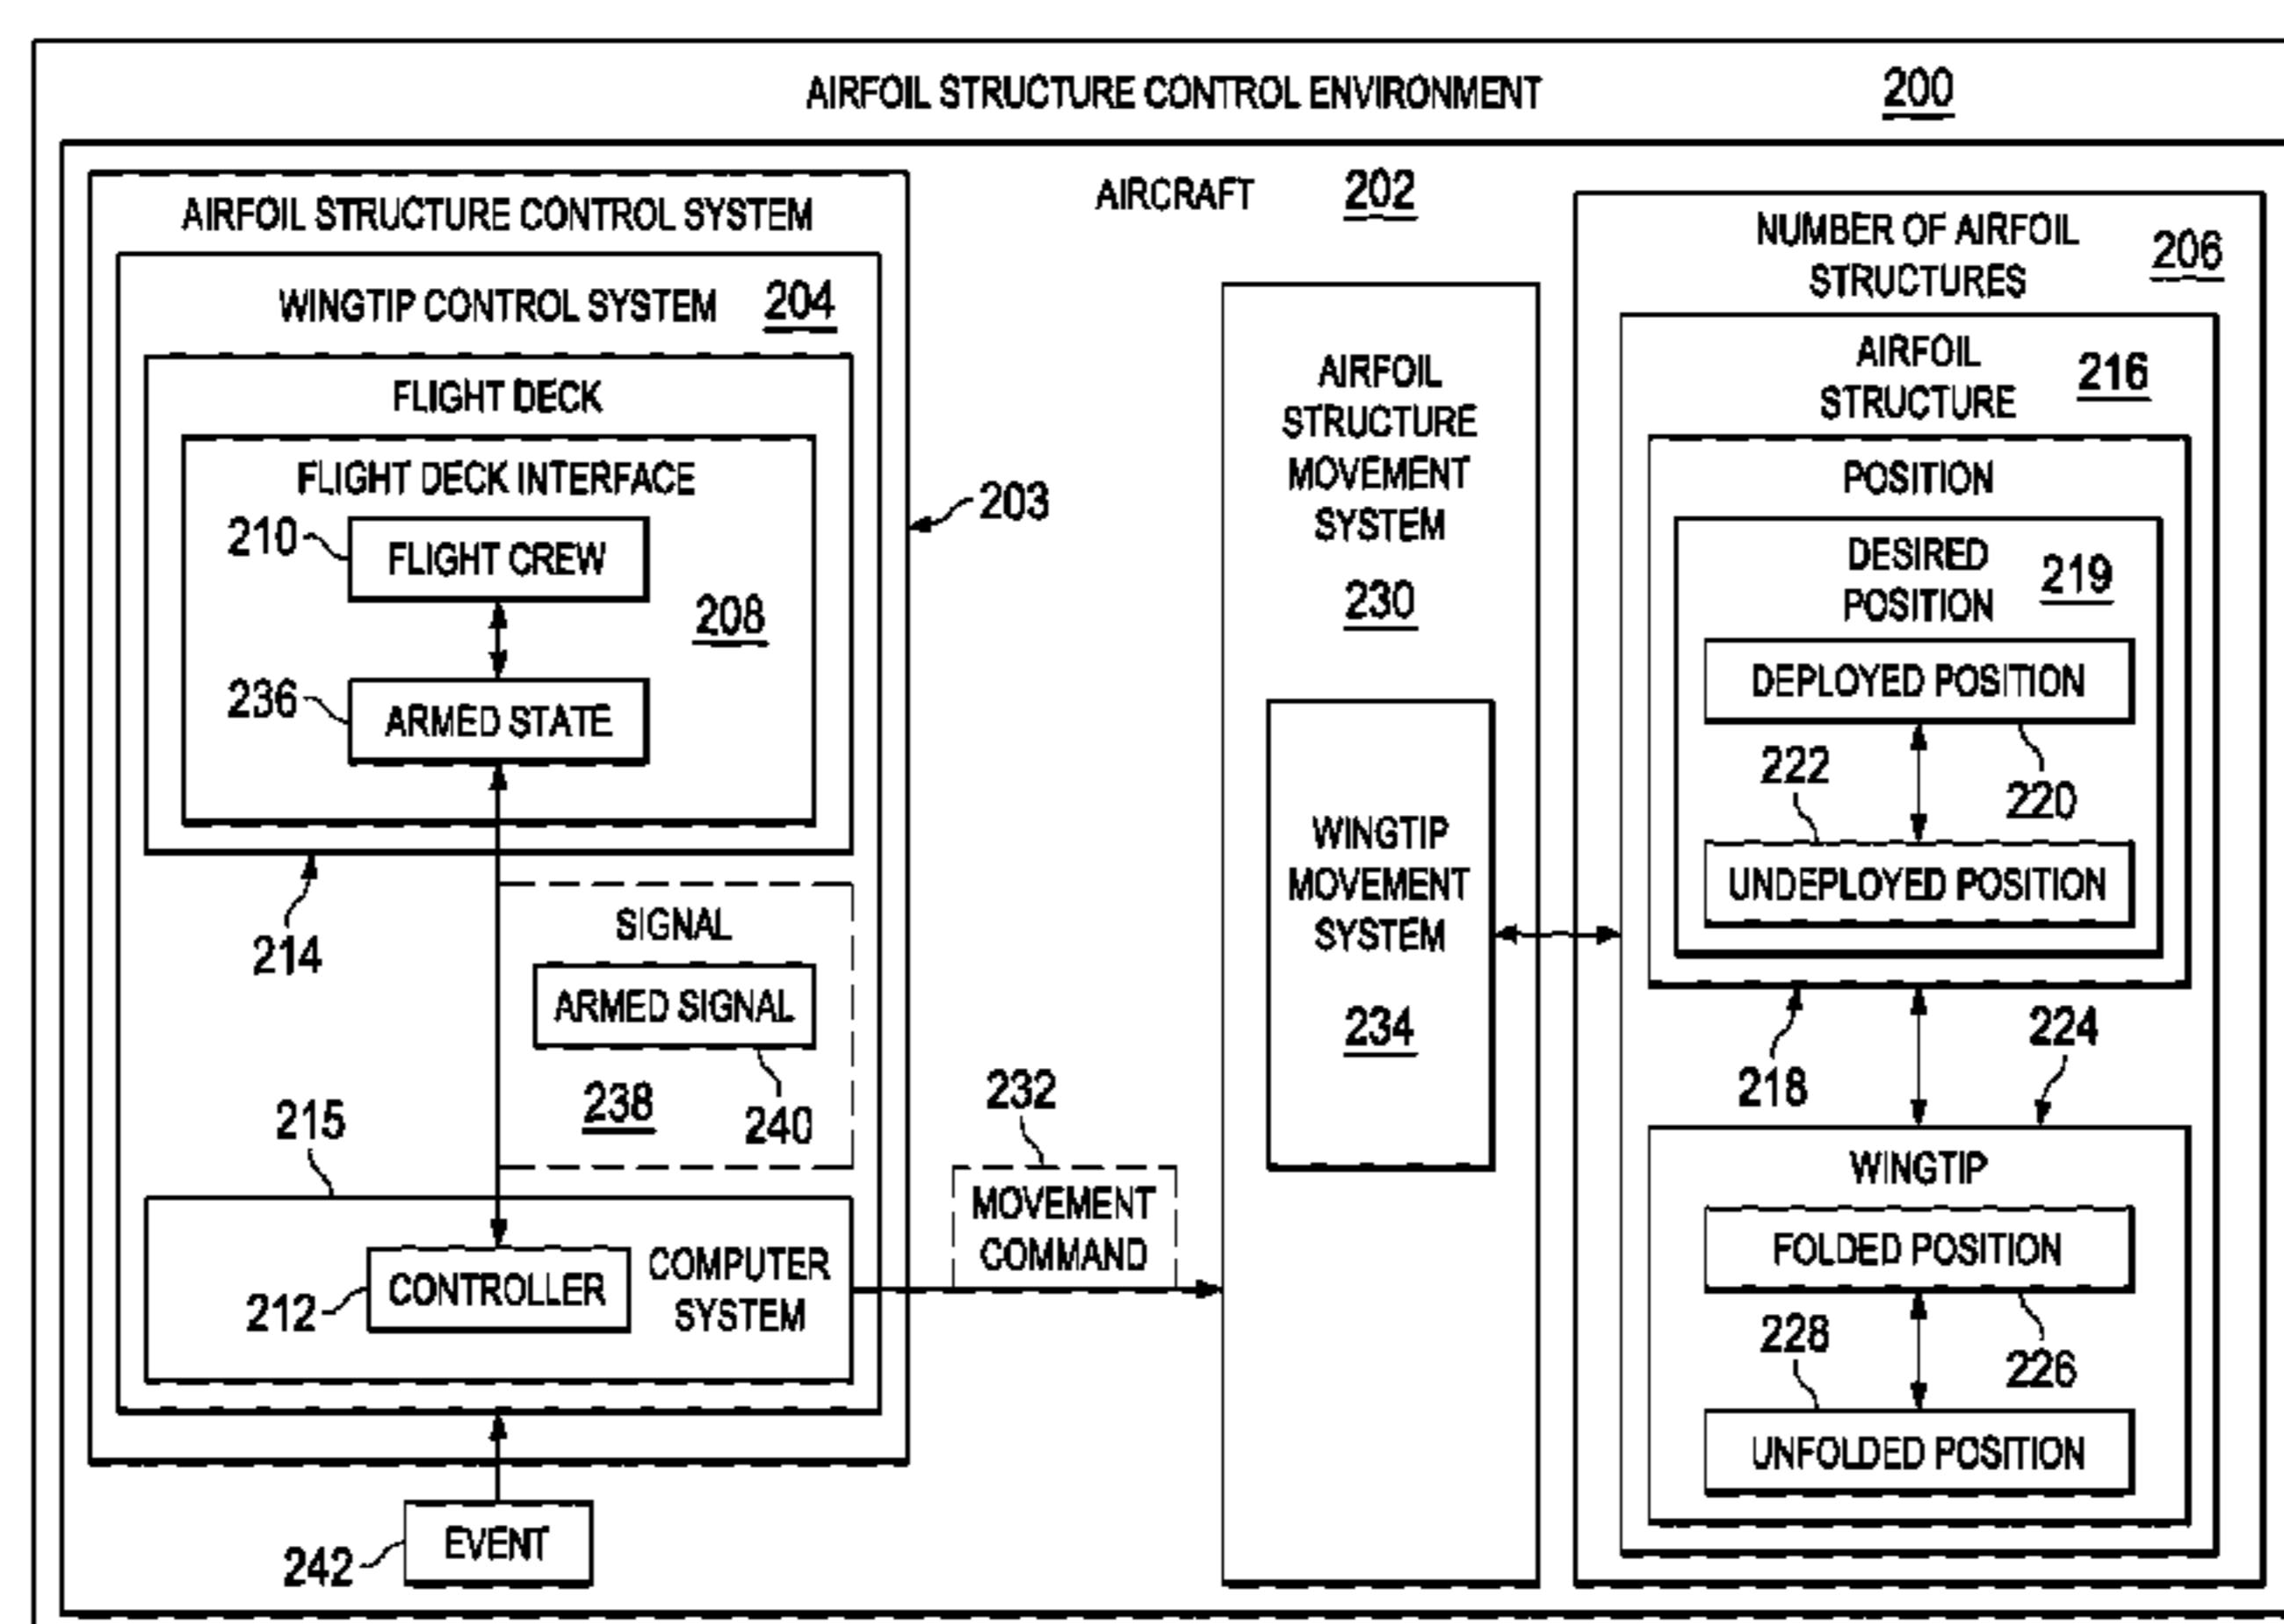 AIRFOIL STRUCTURE CONTROL ENVIRONMENT 200
AIRCRAFT 202
AIRFOIL STRUCTURE CONTROL SYSTEM
WINGTIP CONTROL SYSTEM 204
FLIGHT DECK
FLIGHT DECK INTERFACE
210
FLIGHT CREW
208
236
ARMED STATE
203
214
SIGNAL
ARMED SIGNAL
238
240
215
212
CONTROLLER
COMPUTER
SYSTEM
242
EVENT
232
MOVEMENT
COMMAND
AIRFOIL
STRUCTURE
MOVEMENT
SYSTEM
230
WINGTIP
MOVEMENT
SYSTEM
234
NUMBER OF AIRFOIL
STRUCTURES
206
AIRFOIL
STRUCTURE
216
POSITION
DESIRED
POSITION
219
DEPLOYED POSITION
222
220
UNDEPLOYED POSITION
218
224
WINGTIP
FOLDED POSITION
228
226
UNFOLDED POSITION